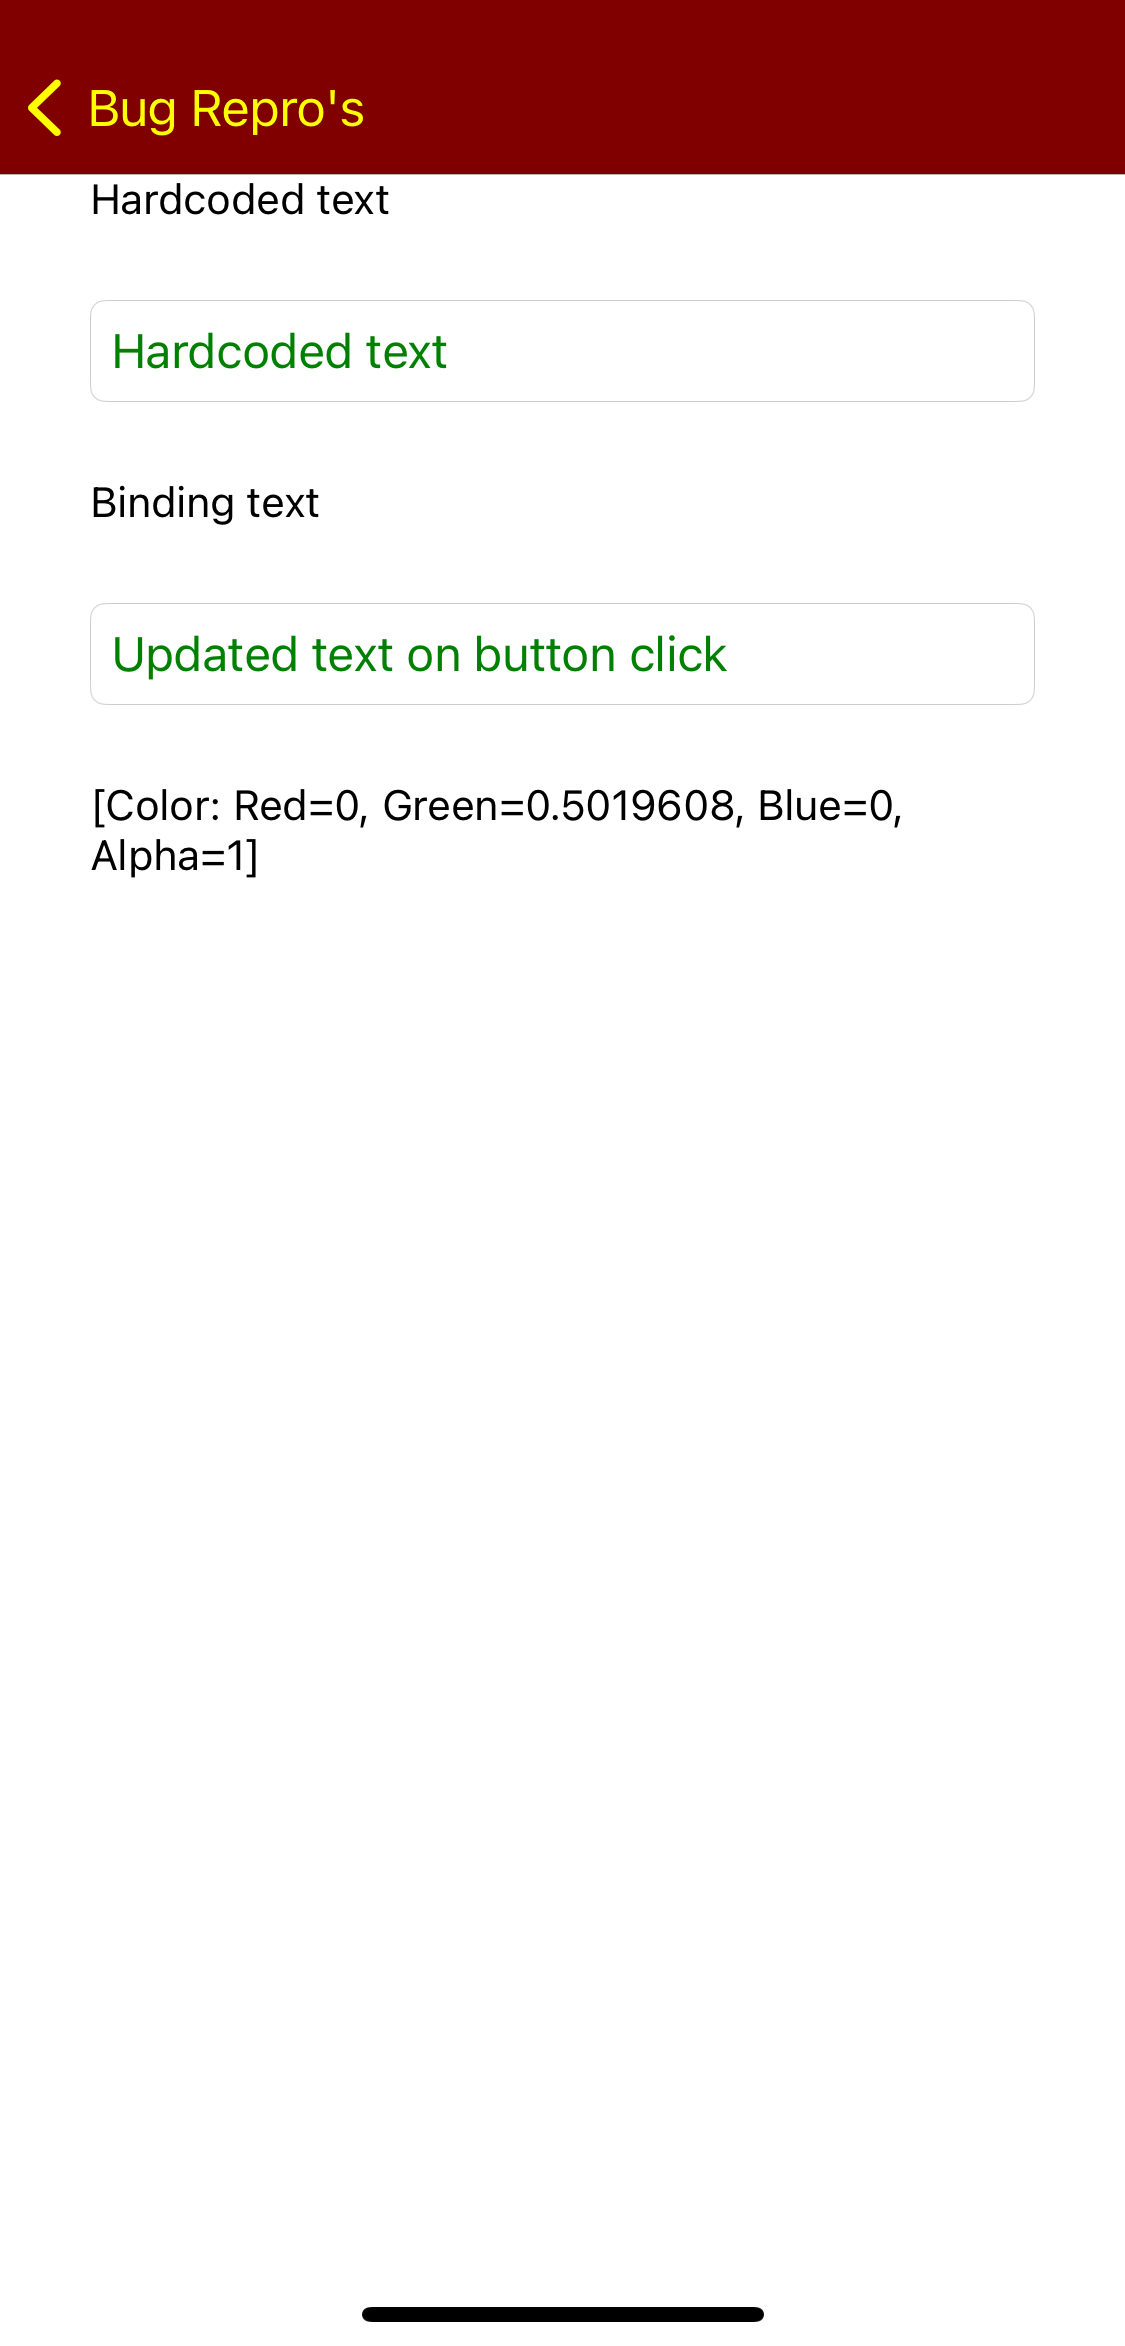 Bug Repro's
Hardcoded text
Hardcoded text
Binding text
Updated text on button click
[Color: Red=0, Green=0.5019608, Blue=0,
Alpha=1]